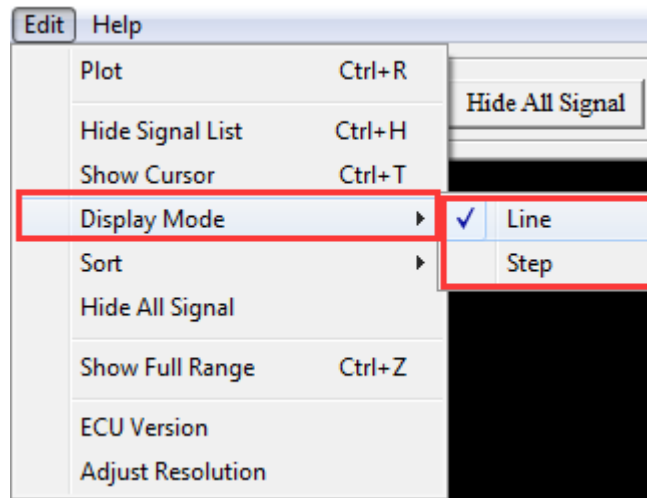 Edit Help
Plot Ctrl+R
Hide All Signal
Hide Signal List Ctrl+H
Show Cursor Ctrl+T
Display Mode
Line
Sort
Step
Hide All Signal
Show Full Range Ctrl+Z
ECU Version
Adjust Resolution